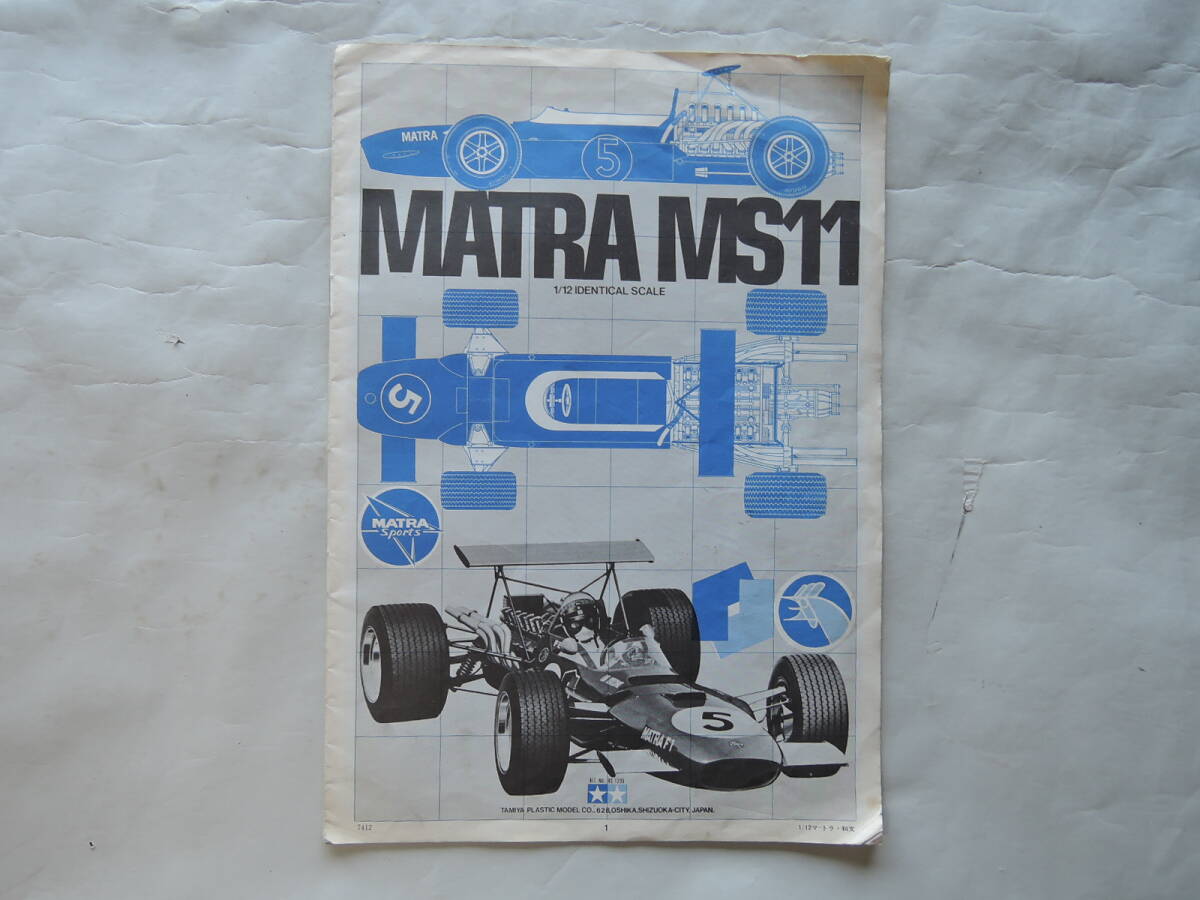 MATRA
5
MATRA MS11
1/12 IDENTICAL SCALE
5
MATRA
Sports
5
MATRA F1
TAMIYA PLASTIC MODEL CO., 628, OSHIKA, SHIZUOKA-CITY, JAPAN.
7412
1
1/12マートラ・和文